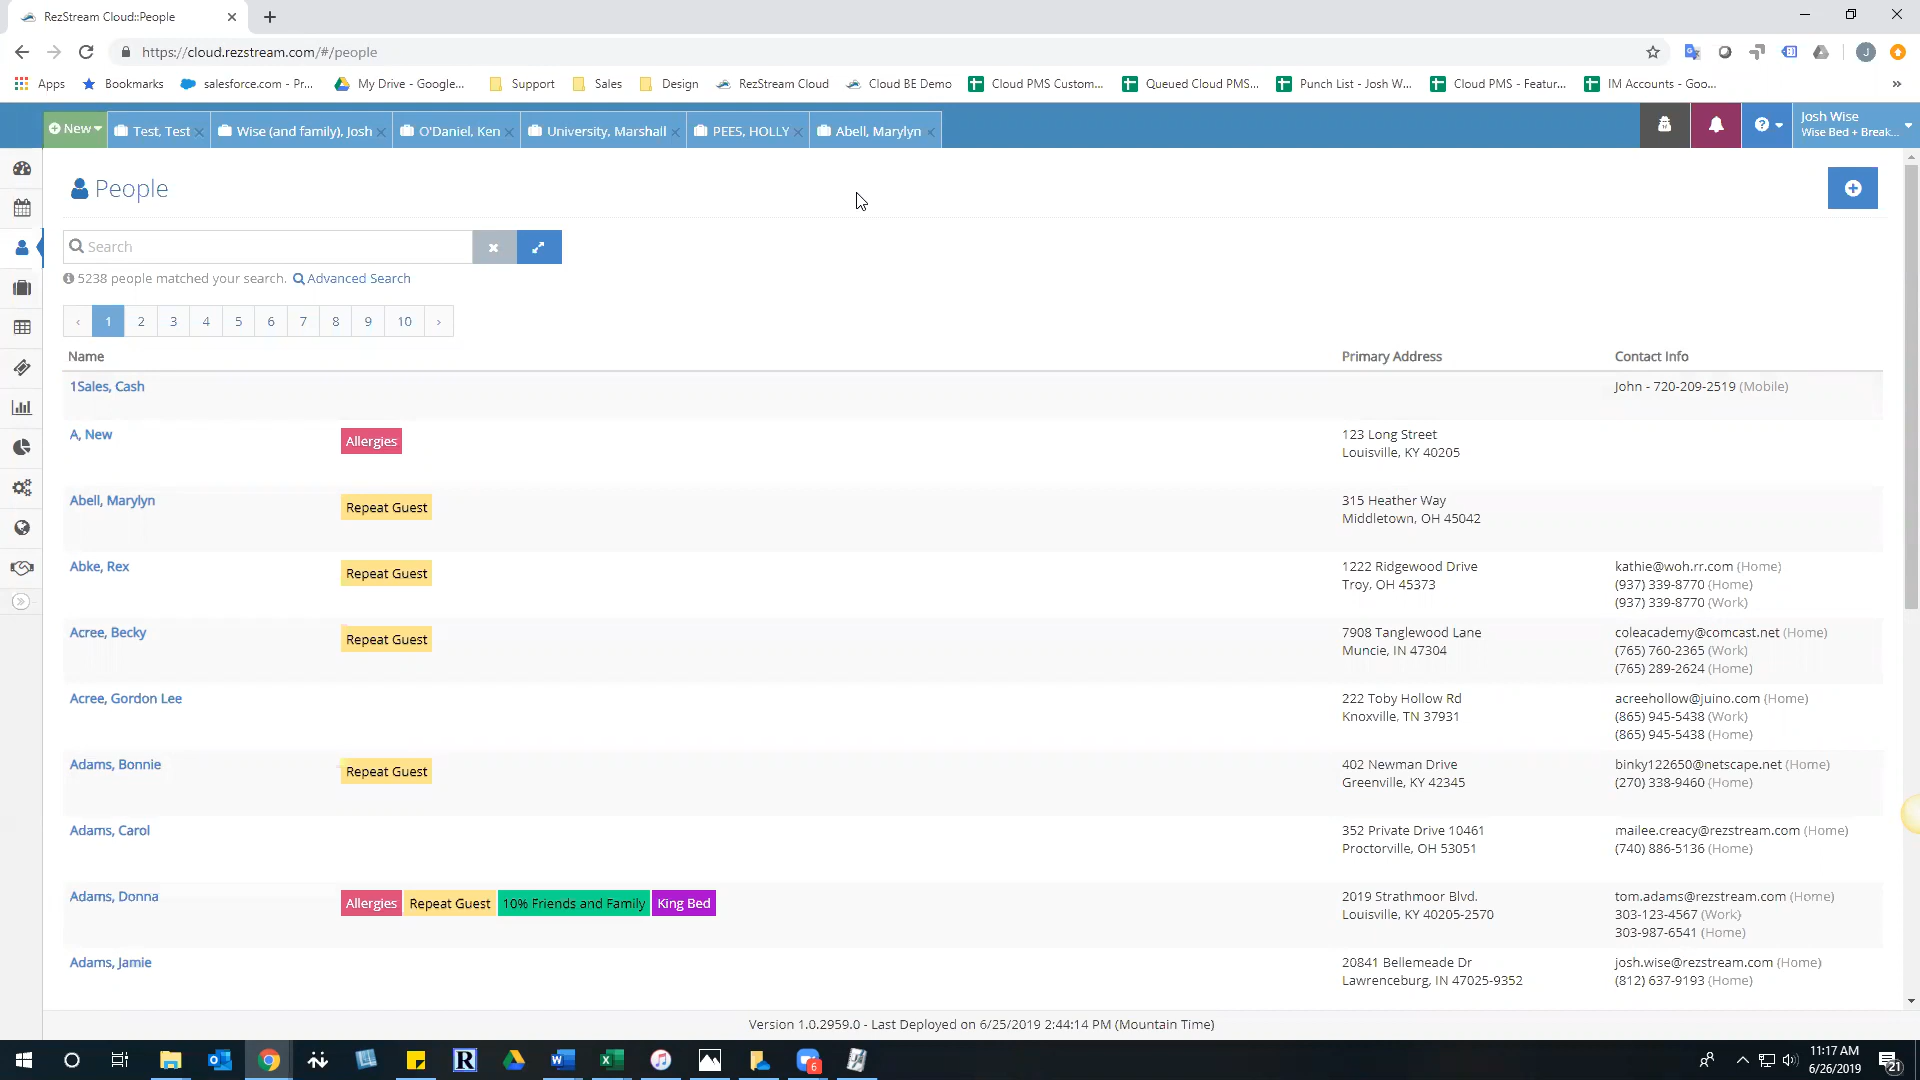 RezStream Cloud::People
https://cloud.rezstream.com/#/people
J
Apps
Bookmarks
salesforce.com - Pr...
My Drive - Google...
Support
Sales
Design
RezStream Cloud
Cloud BE Demo
Cloud PMS Custom...
Queued Cloud PMS...
Punch List - Josh W...
Cloud PMS - Featur...
IM Accounts - Goo...
»
New
Test, Test
Wise (and family), Josh
O'Daniel, Ken
University, Marshall
PEES, HOLLY
Abell, Marylyn
Josh Wise
Wise Bed + Break...
People
Search
5238 people matched your search. Advanced Search
‹ 1 2 3 4 5 6 7 8 9 10 ›
Name Primary Address Contact Info
1Sales, Cash John - 720-209-2519 (Mobile)
A, New Allergies 123 Long Street
Louisville, KY 40205
Abell, Marylyn Repeat Guest 315 Heather Way
Middletown, OH 45042
Abke, Rex Repeat Guest 1222 Ridgewood Drive kathie@woh.rr.com (Home)
Troy, OH 45373 (937) 339-8770 (Home)
(937) 339-8770 (Work)
Acree, Becky Repeat Guest 7908 Tanglewood Lane coleacademy@comcast.net (Home)
Muncie, IN 47304 (765) 760-2365 (Work)
(765) 289-2624 (Home)
Acree, Gordon Lee 222 Toby Hollow Rd acreehollow@juino.com (Home)
Knoxville, TN 37931 (865) 945-5438 (Work)
(865) 945-5438 (Home)
Adams, Bonnie Repeat Guest 402 Newman Drive binky122650@netscape.net (Home)
Greenville, KY 42345 (270) 338-9460 (Home)
Adams, Carol 352 Private Drive 10461 mailee.creacy@rezstream.com (Home)
Proctorville, OH 53051 (740) 886-5136 (Home)
Adams, Donna Allergies Repeat Guest 10% Friends and Family King Bed 2019 Strathmoor Blvd. tom.adams@rezstream.com (Home)
Louisville, KY 40205-2570 303-123-4567 (Work)
303-987-6541 (Home)
Adams, Jamie 20841 Bellemeade Dr josh.wise@rezstream.com (Home)
Lawrenceburg, IN 47025-9352 (812) 637-9193 (Home)
Version 1.0.2959.0 - Last Deployed on 6/25/2019 2:44:14 PM (Mountain Time)
R
6
11:17 AM
6/26/2019
21